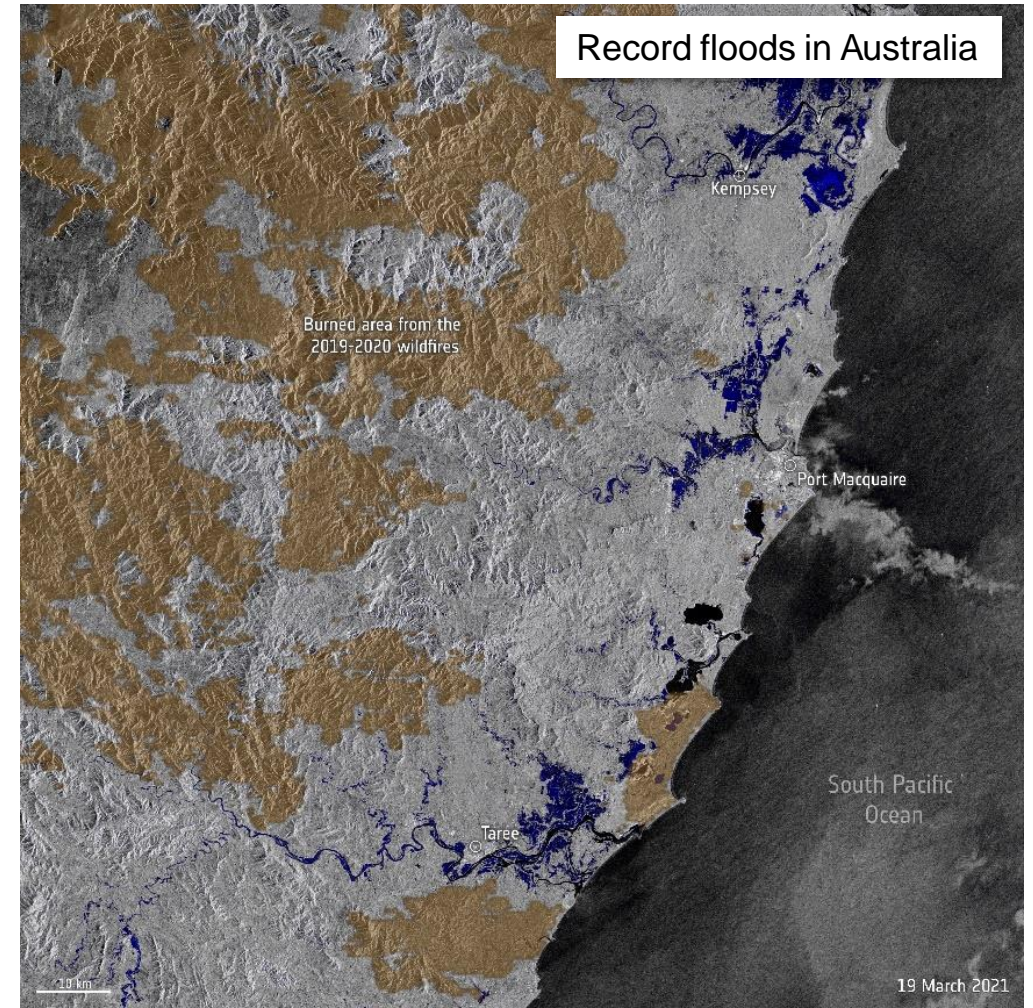 Record floods in Australia
Kempsey
Burned area from the
2019-2020 wildfires
Port Macquaire
South Pacific
Ocean
Taree
10 km
19 March 2021